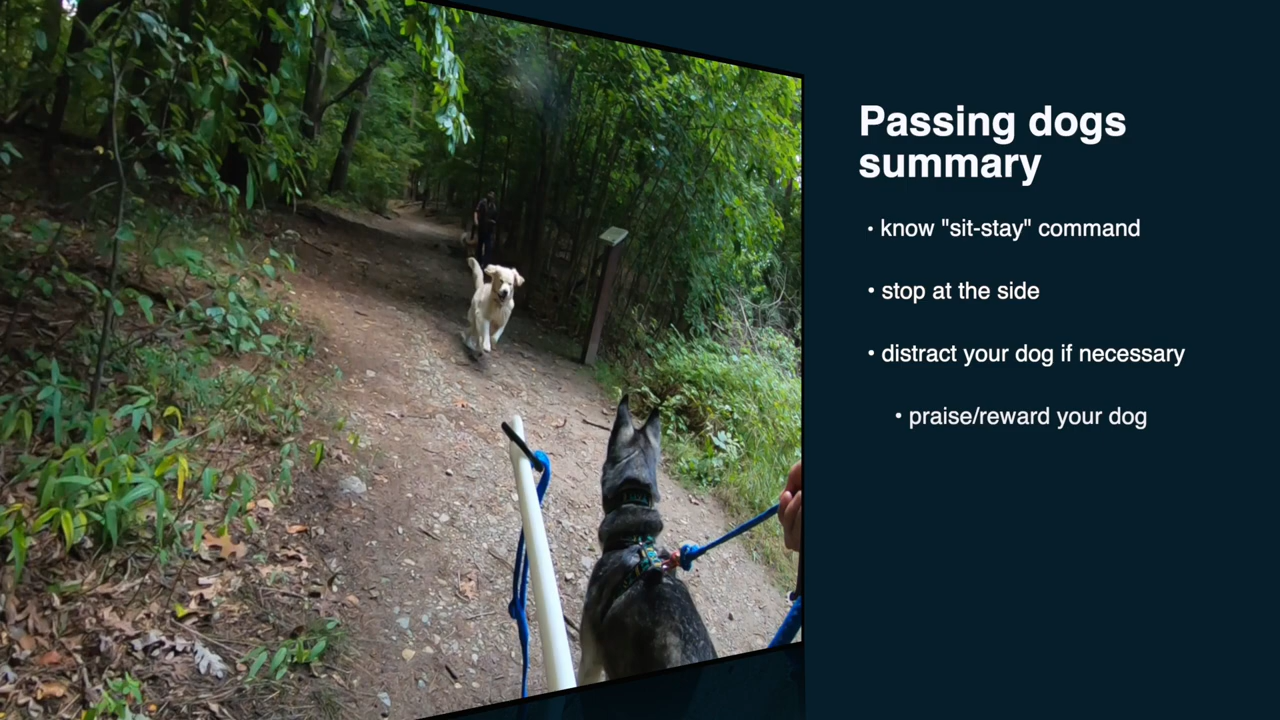 Passing dogs
summary
• know "sit-stay" command
• stop at the side
• distract your dog if necessary
• praise/reward your dog